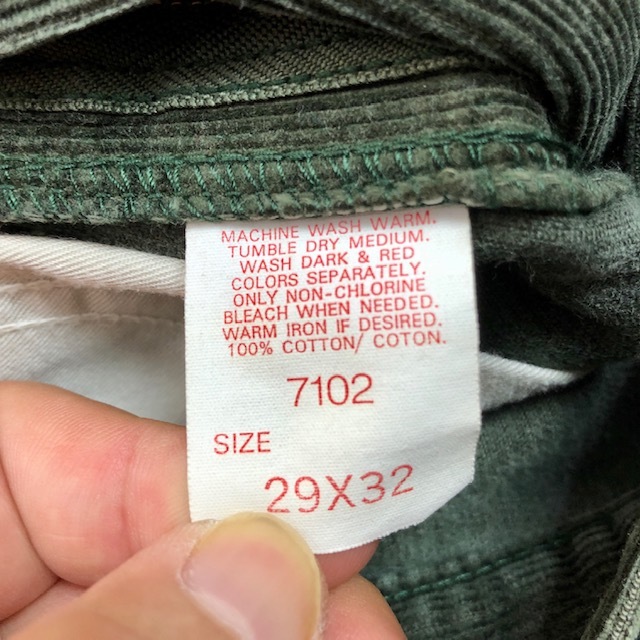 MACHINE WASH WARM.
TUMBLE DRY MEDIUM.
WASH DARK & RED
COLORS SEPARATELY.
ONLY NON-CHLORINE
BLEACH WHEN NEEDED.
WARM IRON IF DESIRED.
100% COTTON/ COTON.
7102
SIZE
29X32